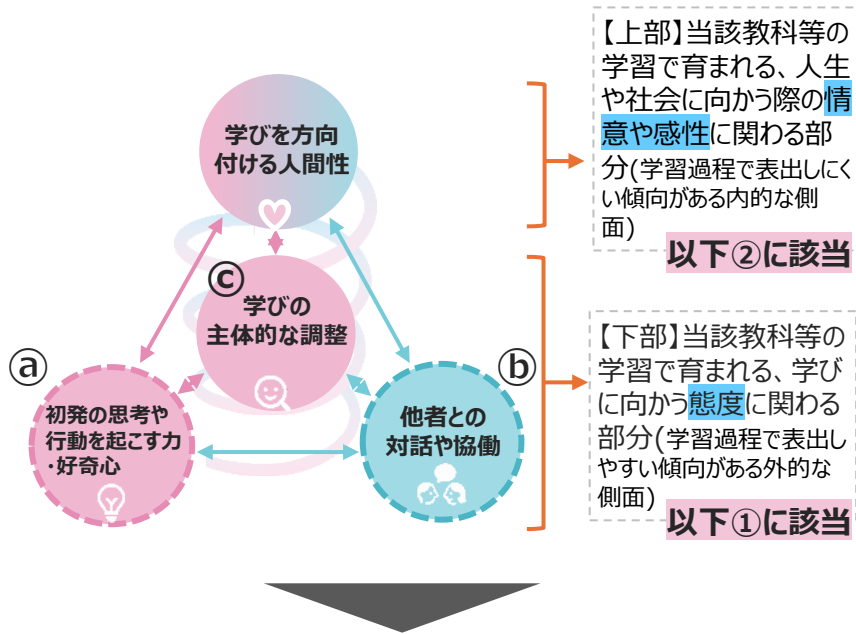 学びを方向
付ける人間性
ⓒ
学びの
主体的な調整
ⓐ
初発の思考や
行動を起こす力
・好奇心
ⓑ
他者との
対話や協働
【上部】当該教科等の
学習で育まれる、人生
や社会に向かう際の情
意や感性に関わる部
分(学習過程で表出しにく
い傾向がある内的な側
面)
以下②に該当
【下部】当該教科等の
学習で育まれる、学び
に向かう態度に関わる
部分(学習過程で表出し
やすい傾向がある外的な
側面)
以下①に該当